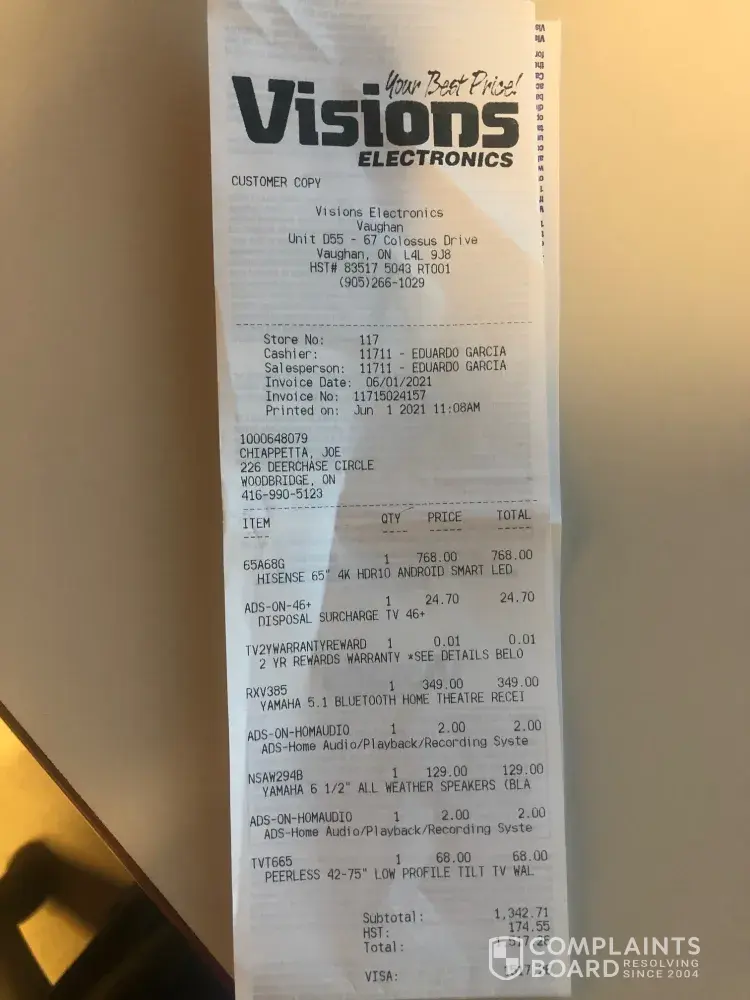 Your Best Price!
Visions
ELECTRONICS
CUSTOMER COPY
Visions Electronics
Vaughan
Unit D55 - 67 Colossus Drive
Vaughan, ON L4L 9J8
HST# 83517 5043 RT001
(905)266-1029
Store No: 117
Cashier: 11711 - EDUARDO GARCIA
Salesperson: 11711 - EDUARDO GARCIA
Invoice Date: 06/01/2021
Invoice No: 11715024157
Printed on: Jun 1 2021 11:08AM
1000648079
CHIAPPETTA, JOE
226 DEERCHASE CIRCLE
WOODBRIDGE, ON
416-990-5123
ITEM QTY PRICE TOTAL
65A68G 1 768.00 768.00
HISENSE 65" 4K HDR10 ANDROID SMART LED
ADS-ON-46+ 1 24.70 24.70
DISPOSAL SURCHARGE TV 46+
TV2YWARRANTYREWARD 1 0.01 0.01
2 YR REWARDS WARRANTY *SEE DETAILS BELO
RXV385 1 349.00 349.00
YAMAHA 5.1 BLUETOOTH HOME THEATRE RECEI
ADS-ON-HOMAUDIO 1 2.00 2.00
ADS-Home Audio/Playback/Recording Syste
NSAW294B 1 129.00 129.00
YAMAHA 6 1/2" ALL WEATHER SPEAKERS (BLA
ADS-ON-HOMAUDIO 1 2.00 2.00
ADS-Home Audio/Playback/Recording Syste
TVT665 1 68.00 68.00
PEERLESS 42-75" LOW PROFILE TILT TV WAL
Subtotal: 1,342.71
HST: 174.55
Total:
VISA:
COMPLAINTS
BOARD RESOLVING
SINCE 2004